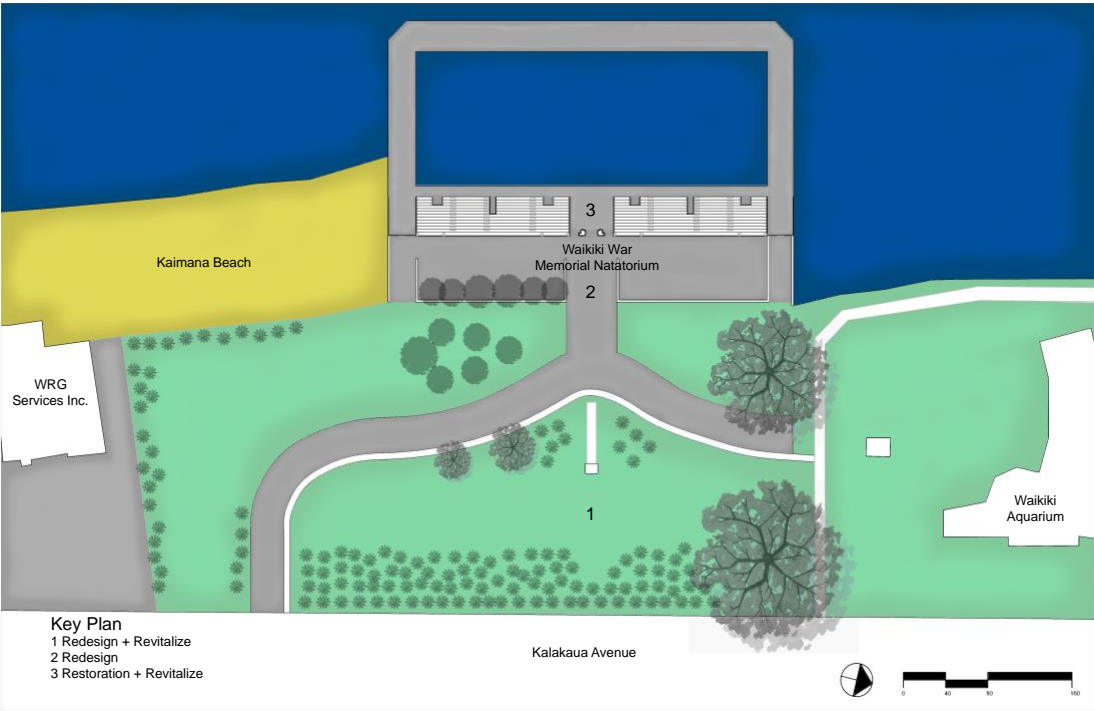 3
Waikiki War
Memorial Natatorium
Kaimana Beach
2
WRG
Services Inc.
1
Waikiki
Aquarium
Key Plan
1 Redesign + Revitalize
2 Redesign
3 Restoration + Revitalize
Kalakaua Avenue
0 40 80 160